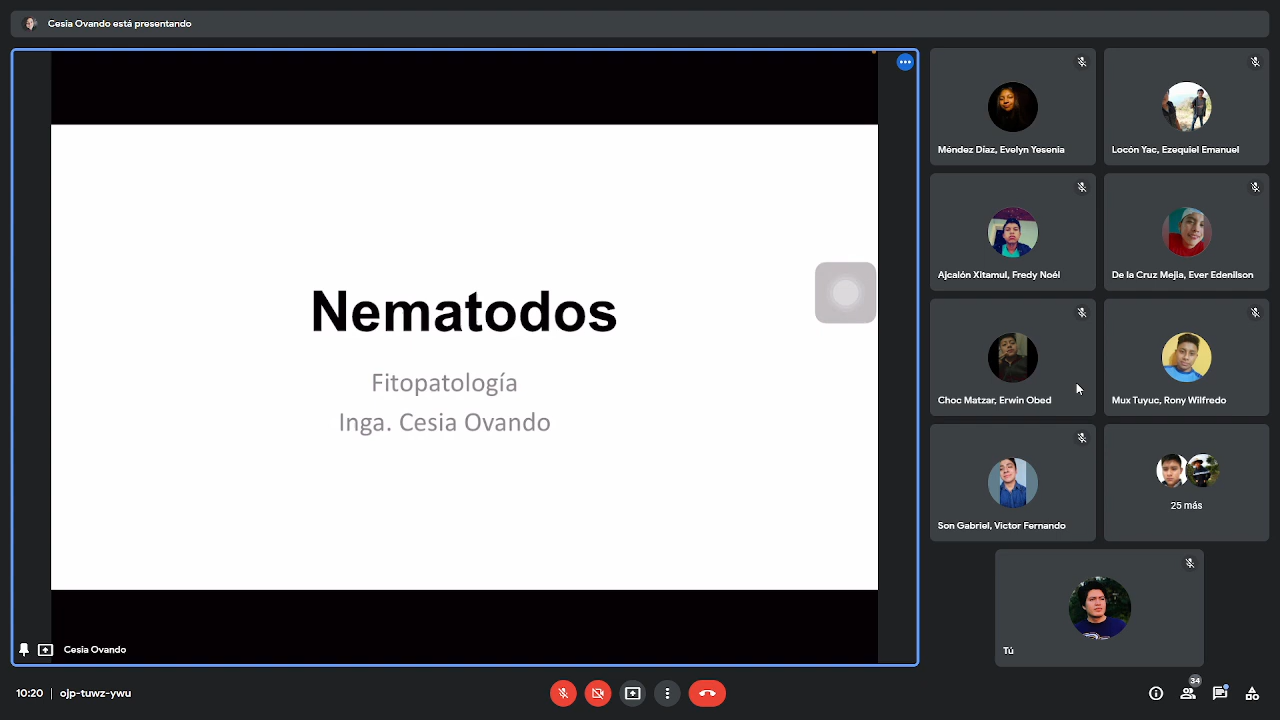 Cesia Ovando está presentando
Nematodos
Fitopatología
Inga. Cesia Ovando
Cesia Ovando
Méndez Díaz, Evelyn Yesenia
Locón Yac, Ezequiel Emanuel
Ajcalón Xitamul, Fredy Noél
De la Cruz Mejia, Ever Edenilson
Choc Matzar, Erwin Obed
Mux Tuyuc, Rony Wilfredo
Son Gabriel, Victor Fernando
25 más
Tú
10:20 | ojp-tuwz-ywu
34